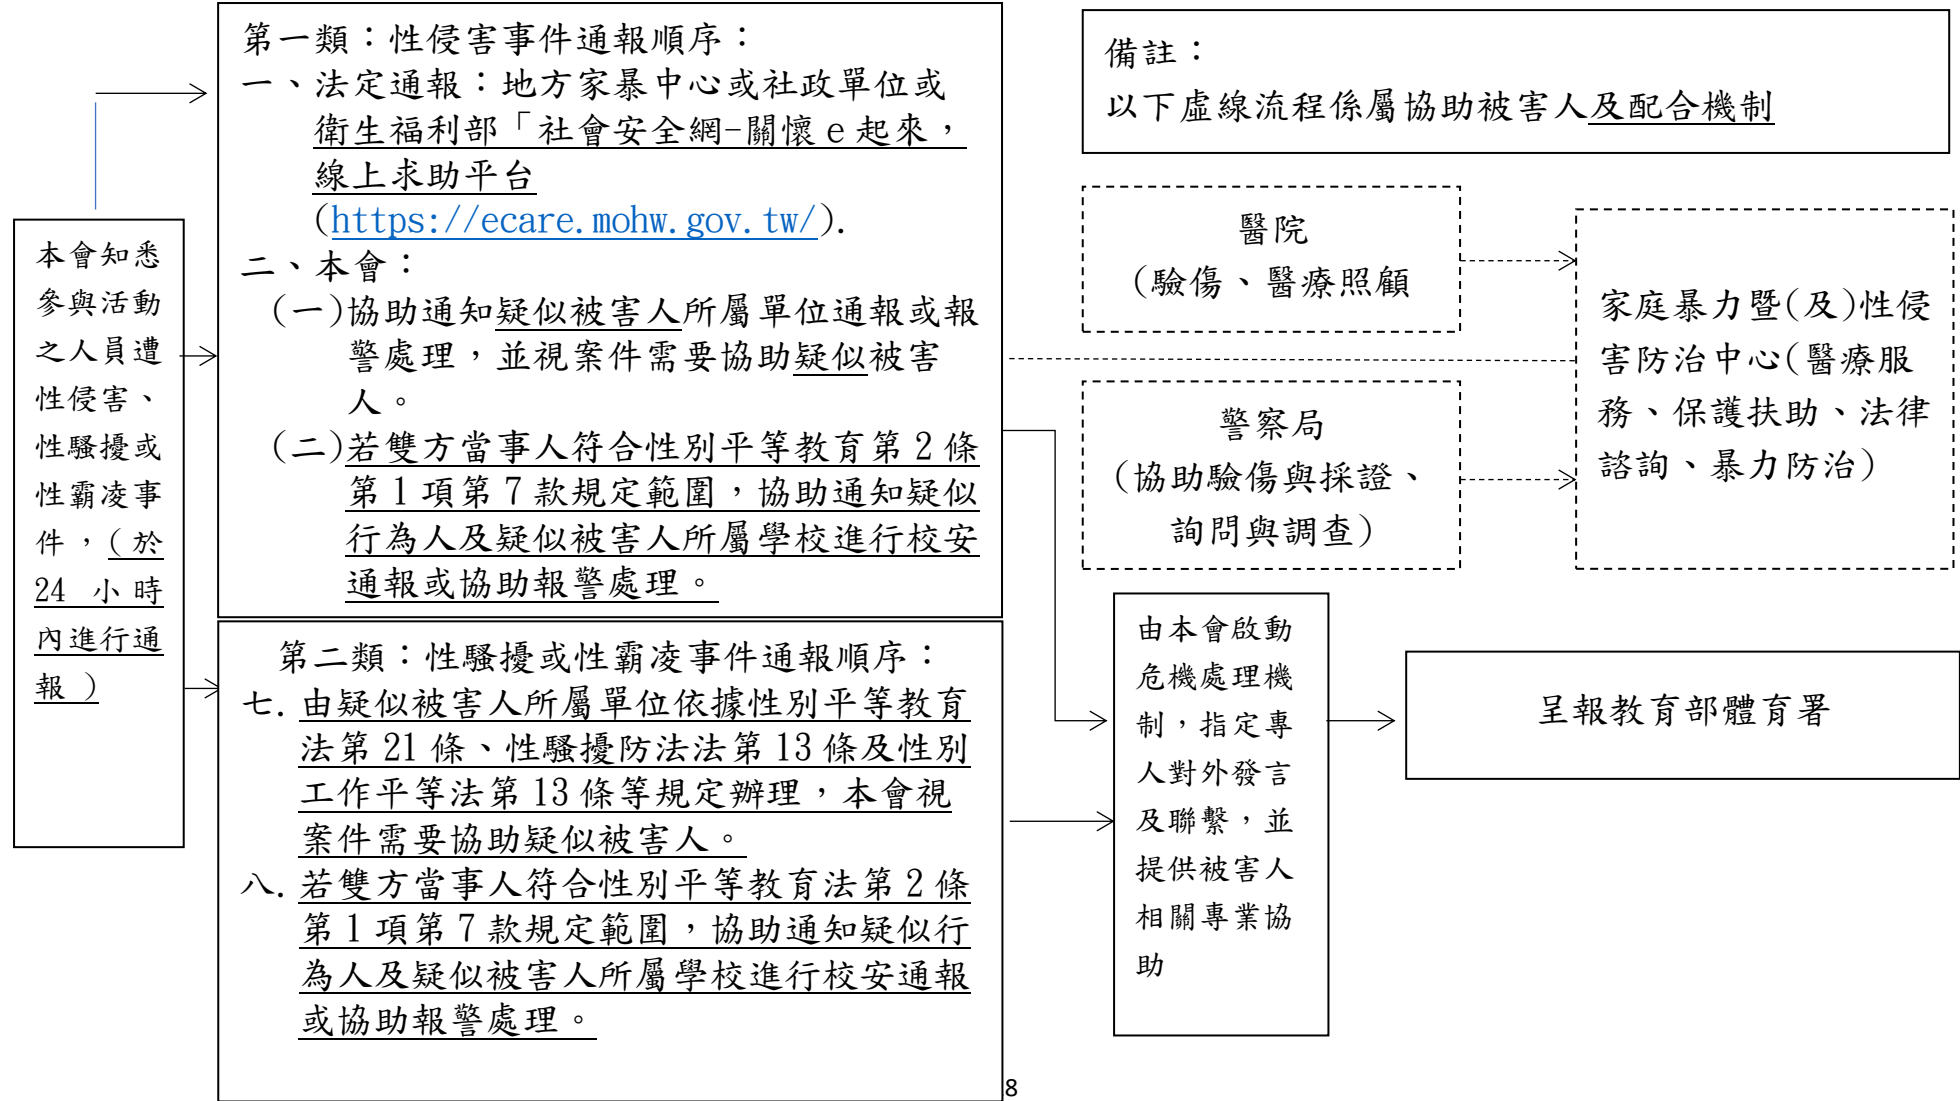 本會知悉
參與活動
之人員遭
性侵害、
性騷擾或
性霸凌事
件，(於
24 小時
內進行通
報 )
第一類：性侵害事件通報順序：
一、法定通報：地方家暴中心或社政單位或
衛生福利部「社會安全網-關懷 e 起來，
線上求助平台
(https://ecare.mohw.gov.tw/).
二、本會：
(一)協助通知疑似被害人所屬單位通報或報
警處理，並視案件需要協助疑似被害
人。
(二)若雙方當事人符合性別平等教育第 2 條
第 1 項第 7 款規定範圍，協助通知疑似
行為人及疑似被害人所屬學校進行校安
通報或協助報警處理。
第二類：性騷擾或性霸凌事件通報順序：
七. 由疑似被害人所屬單位依據性別平等教育
法第 21 條、性騷擾防法法第 13 條及性別
工作平等法第 13 條等規定辦理，本會視
案件需要協助疑似被害人。
八. 若雙方當事人符合性別平等教育法第 2 條
第 1 項第 7 款規定範圍，協助通知疑似行
為人及疑似被害人所屬學校進行校安通報
或協助報警處理。
備註：
以下虛線流程係屬協助被害人及配合機制
醫院
(驗傷、醫療照顧
警察局
(協助驗傷與採證、
詢問與調查)
家庭暴力暨(及)性侵
害防治中心(醫療服
務、保護扶助、法律
諮詢、暴力防治)
由本會啟動
危機處理機
制，指定專
人對外發言
及聯繫，並
提供被害人
相關專業協
助
呈報教育部體育署
8